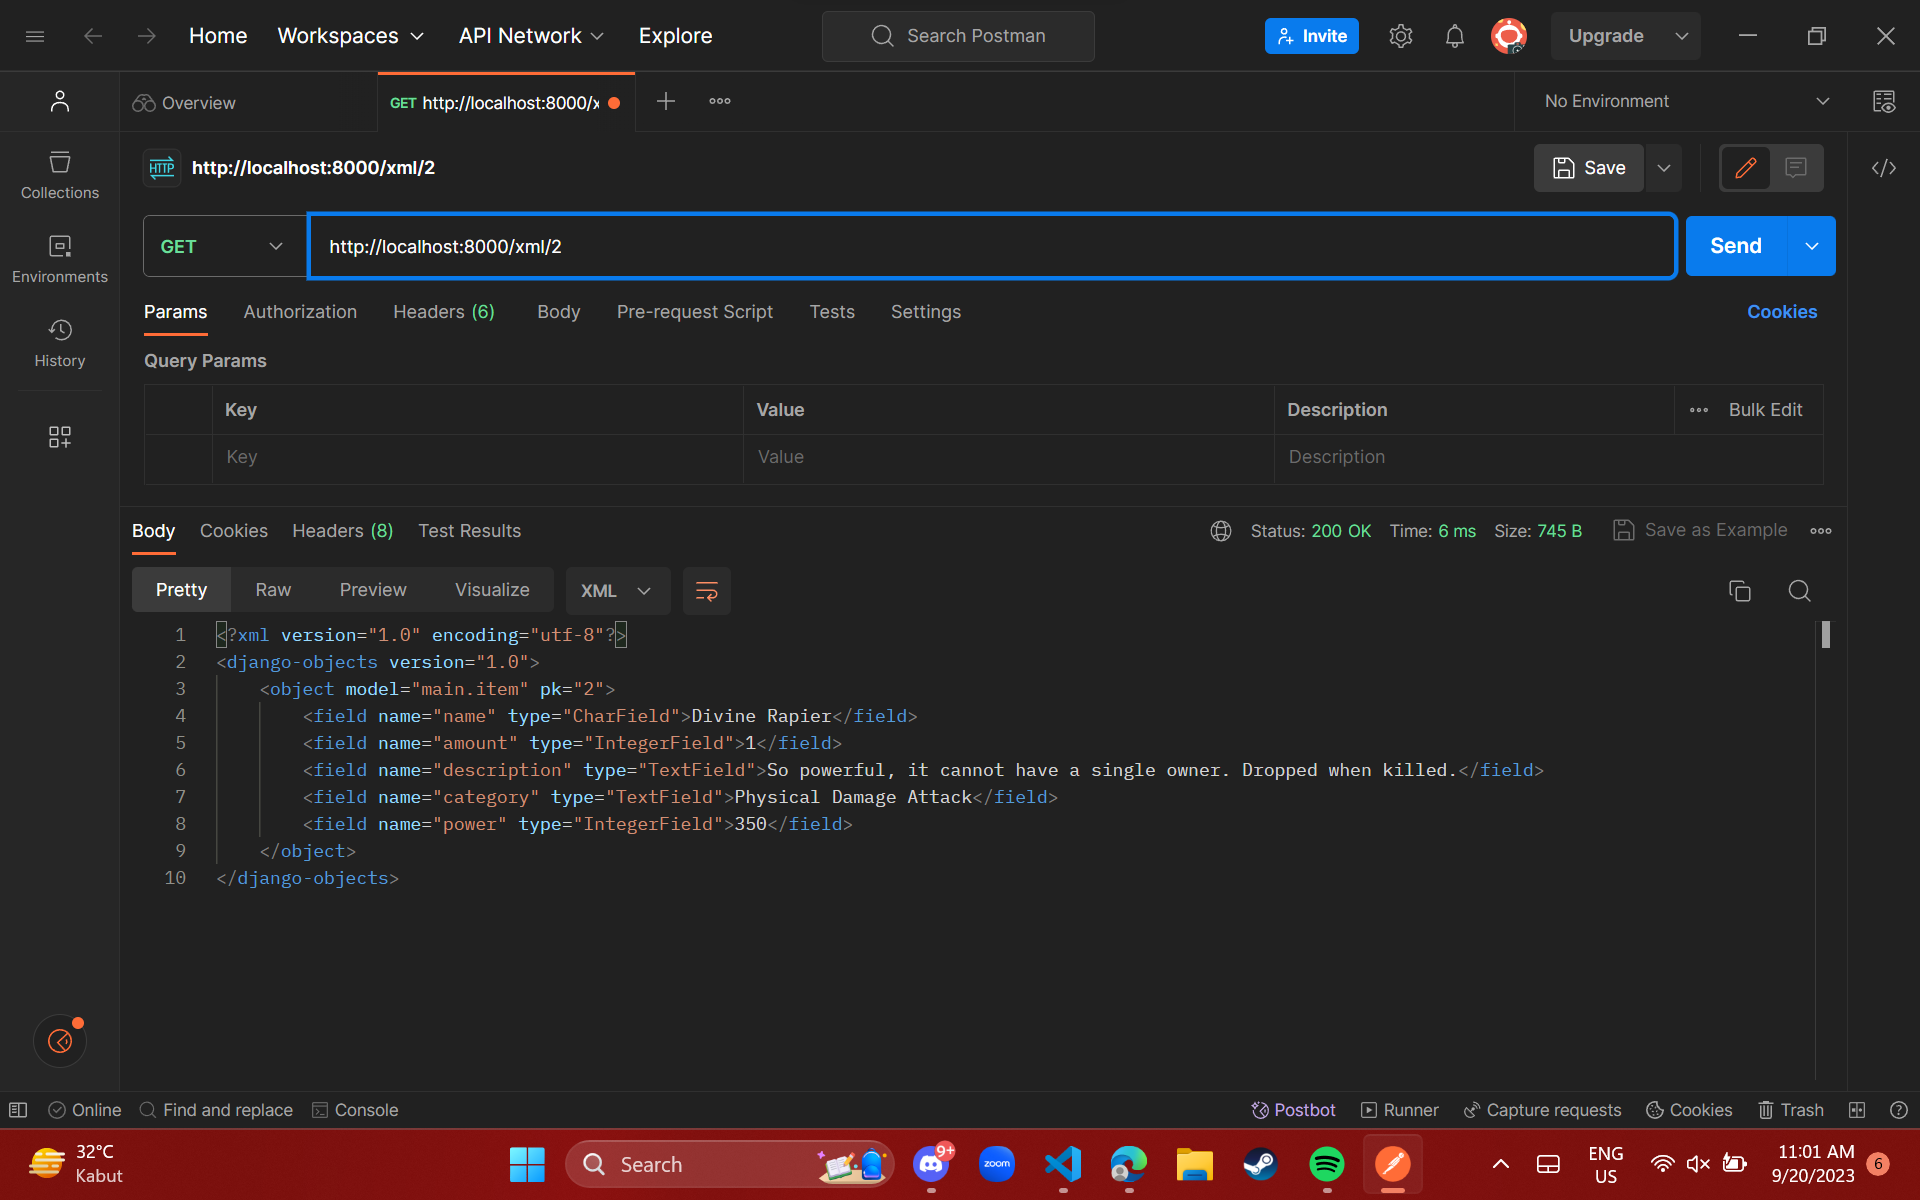 Home Workspaces API Network Explore Search Postman Invite Upgrade
Overview GET http://localhost:8000/x No Environment
HTTP http://localhost:8000/xml/2 Save
Collections
GET http://localhost:8000/xml/2 Send
Environments
Params Authorization Headers (6) Body Pre-request Script Tests Settings Cookies
History
Query Params
Key Value Description Bulk Edit
Key Value Description
Body Cookies Headers (8) Test Results Status: 200 OK Time: 6 ms Size: 745 B Save as Example
Pretty Raw Preview Visualize XML
1 <?xml version="1.0" encoding="utf-8"?>
2 <django-objects version="1.0">
3 <object model="main.item" pk="2">
4 <field name="name" type="CharField">Divine Rapier</field>
5 <field name="amount" type="IntegerField">1</field>
6 <field name="description" type="TextField">So powerful, it cannot have a single owner. Dropped when killed.</field>
7 <field name="category" type="TextField">Physical Damage Attack</field>
8 <field name="power" type="IntegerField">350</field>
9 </object>
10 </django-objects>
Online Find and replace Console Postbot Runner Capture requests Cookies Trash
32°C
Kabut
Search
9+
zoom
ENG
US
11:01 AM
9/20/2023
6